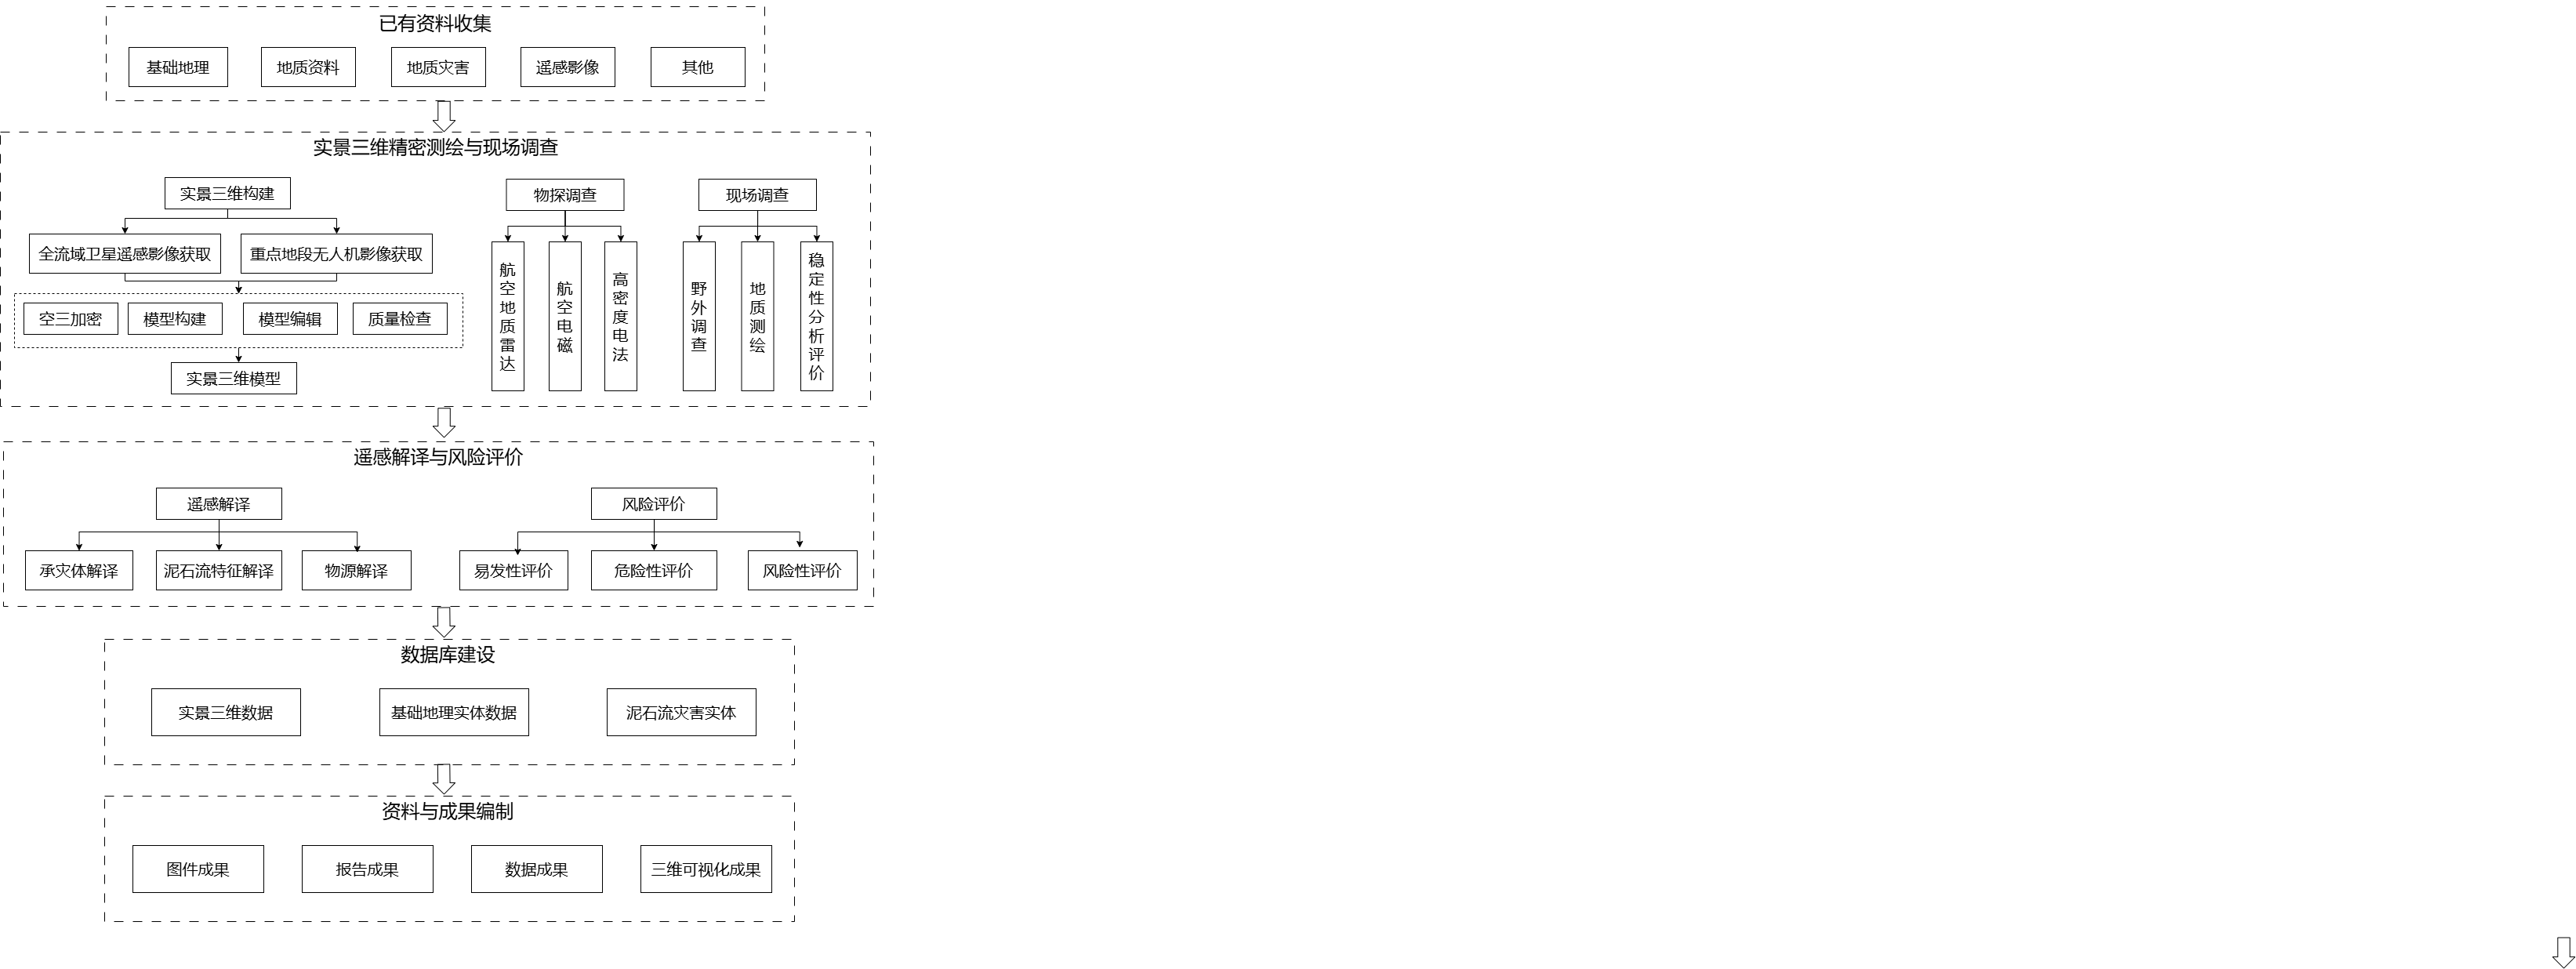 已有资料收集
基础地理
地质资料
地质灾害
遥感影像
其他
实景三维精密测绘与现场调查
实景三维构建
物探调查
现场调查
全流域卫星遥感影像获取
重点地段无人机影像获取
空三加密
模型构建
模型编辑
质量检查
实景三维模型
航空地质雷达
航空电磁
高密度电法
野外调查
地质测绘
稳定性分析评价
遥感解译与风险评价
遥感解译
风险评价
承灾体解译
泥石流特征解译
物源解译
易发性评价
危险性评价
风险性评价
数据库建设
实景三维数据
基础地理实体数据
泥石流灾害实体
资料与成果编制
图件成果
报告成果
数据成果
三维可视化成果